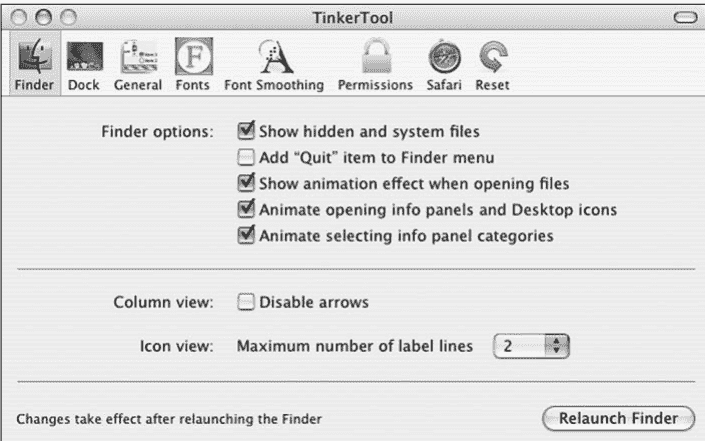 TinkerTool
Finder Dock General Fonts Font Smoothing Permissions Safari Reset
Finder options: Show hidden and system files
Add “Quit” item to Finder menu
Show animation effect when opening files
Animate opening info panels and Desktop icons
Animate selecting info panel categories
Column view: Disable arrows
Icon view: Maximum number of label lines 2
Changes take effect after relaunching the Finder Relaunch Finder